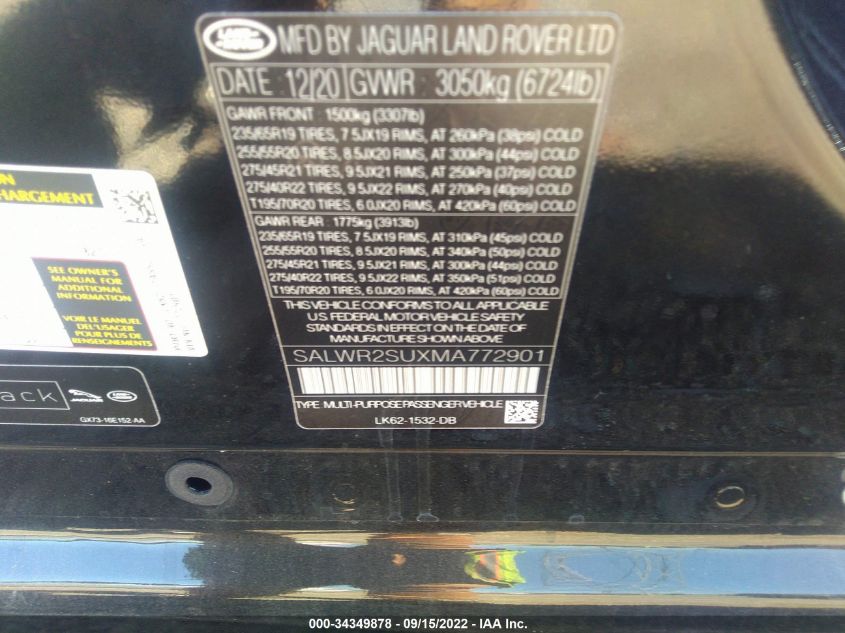 LAND
ROVER
MFD BY JAGUAR LAND ROVER LTD
DATE 12/20 GVWR 3050kg (6724lb)
GAWR FRONT 1500kg (3307lb)
235/65R19 TIRES, 7.5JX19 RIMS, AT 260kPa (38psi) COLD
255/55R20 TIRES, 8.5JX20 RIMS, AT 300kPa (44psi) COLD
275/45R21 TIRES, 9.5JX21 RIMS, AT 250kPa (37psi) COLD
275/40R22 TIRES, 9.5JX22 RIMS, AT 270kPa (40psi) COLD
T195/70R20 TIRES, 6.0JX20 RIMS, AT 420kPa (60psi) COLD
GAWR REAR 1775kg (3913lb)
235/65R19 TIRES, 7.5JX19 RIMS, AT 310kPa (45psi) COLD
255/55R20 TIRES, 8.5JX20 RIMS, AT 340kPa (50psi) COLD
275/45R21 TIRES, 9.5JX21 RIMS, AT 300kPa (44psi) COLD
275/40R22 TIRES, 9.5JX22 RIMS, AT 350kPa (51psi) COLD
T195/70R20 TIRES, 6.0JX20 RIMS, AT 420kPa (60psi) COLD
THIS VEHICLE CONFORMS TO ALL APPLICABLE
U.S. FEDERAL MOTOR VEHICLE SAFETY
STANDARDS IN EFFECT ON THE DATE OF
MANUFACTURE SHOWN ABOVE
SALWR2SUXMA772901
TYPE MULTI-PURPOSE PASSENGER VEHICLE
LK62-1532-DB
ON
CHARGEMENT
SEE OWNER'S
MANUAL FOR
ADDITIONAL
INFORMATION
VOIR LE MANUEL
DE L'USAGER
POUR PLUS DE
RENSEIGNEMENTS
ack
JAGUAR
GX73-16E152-AA
000-34349878 - 09/15/2022 - IAA Inc.